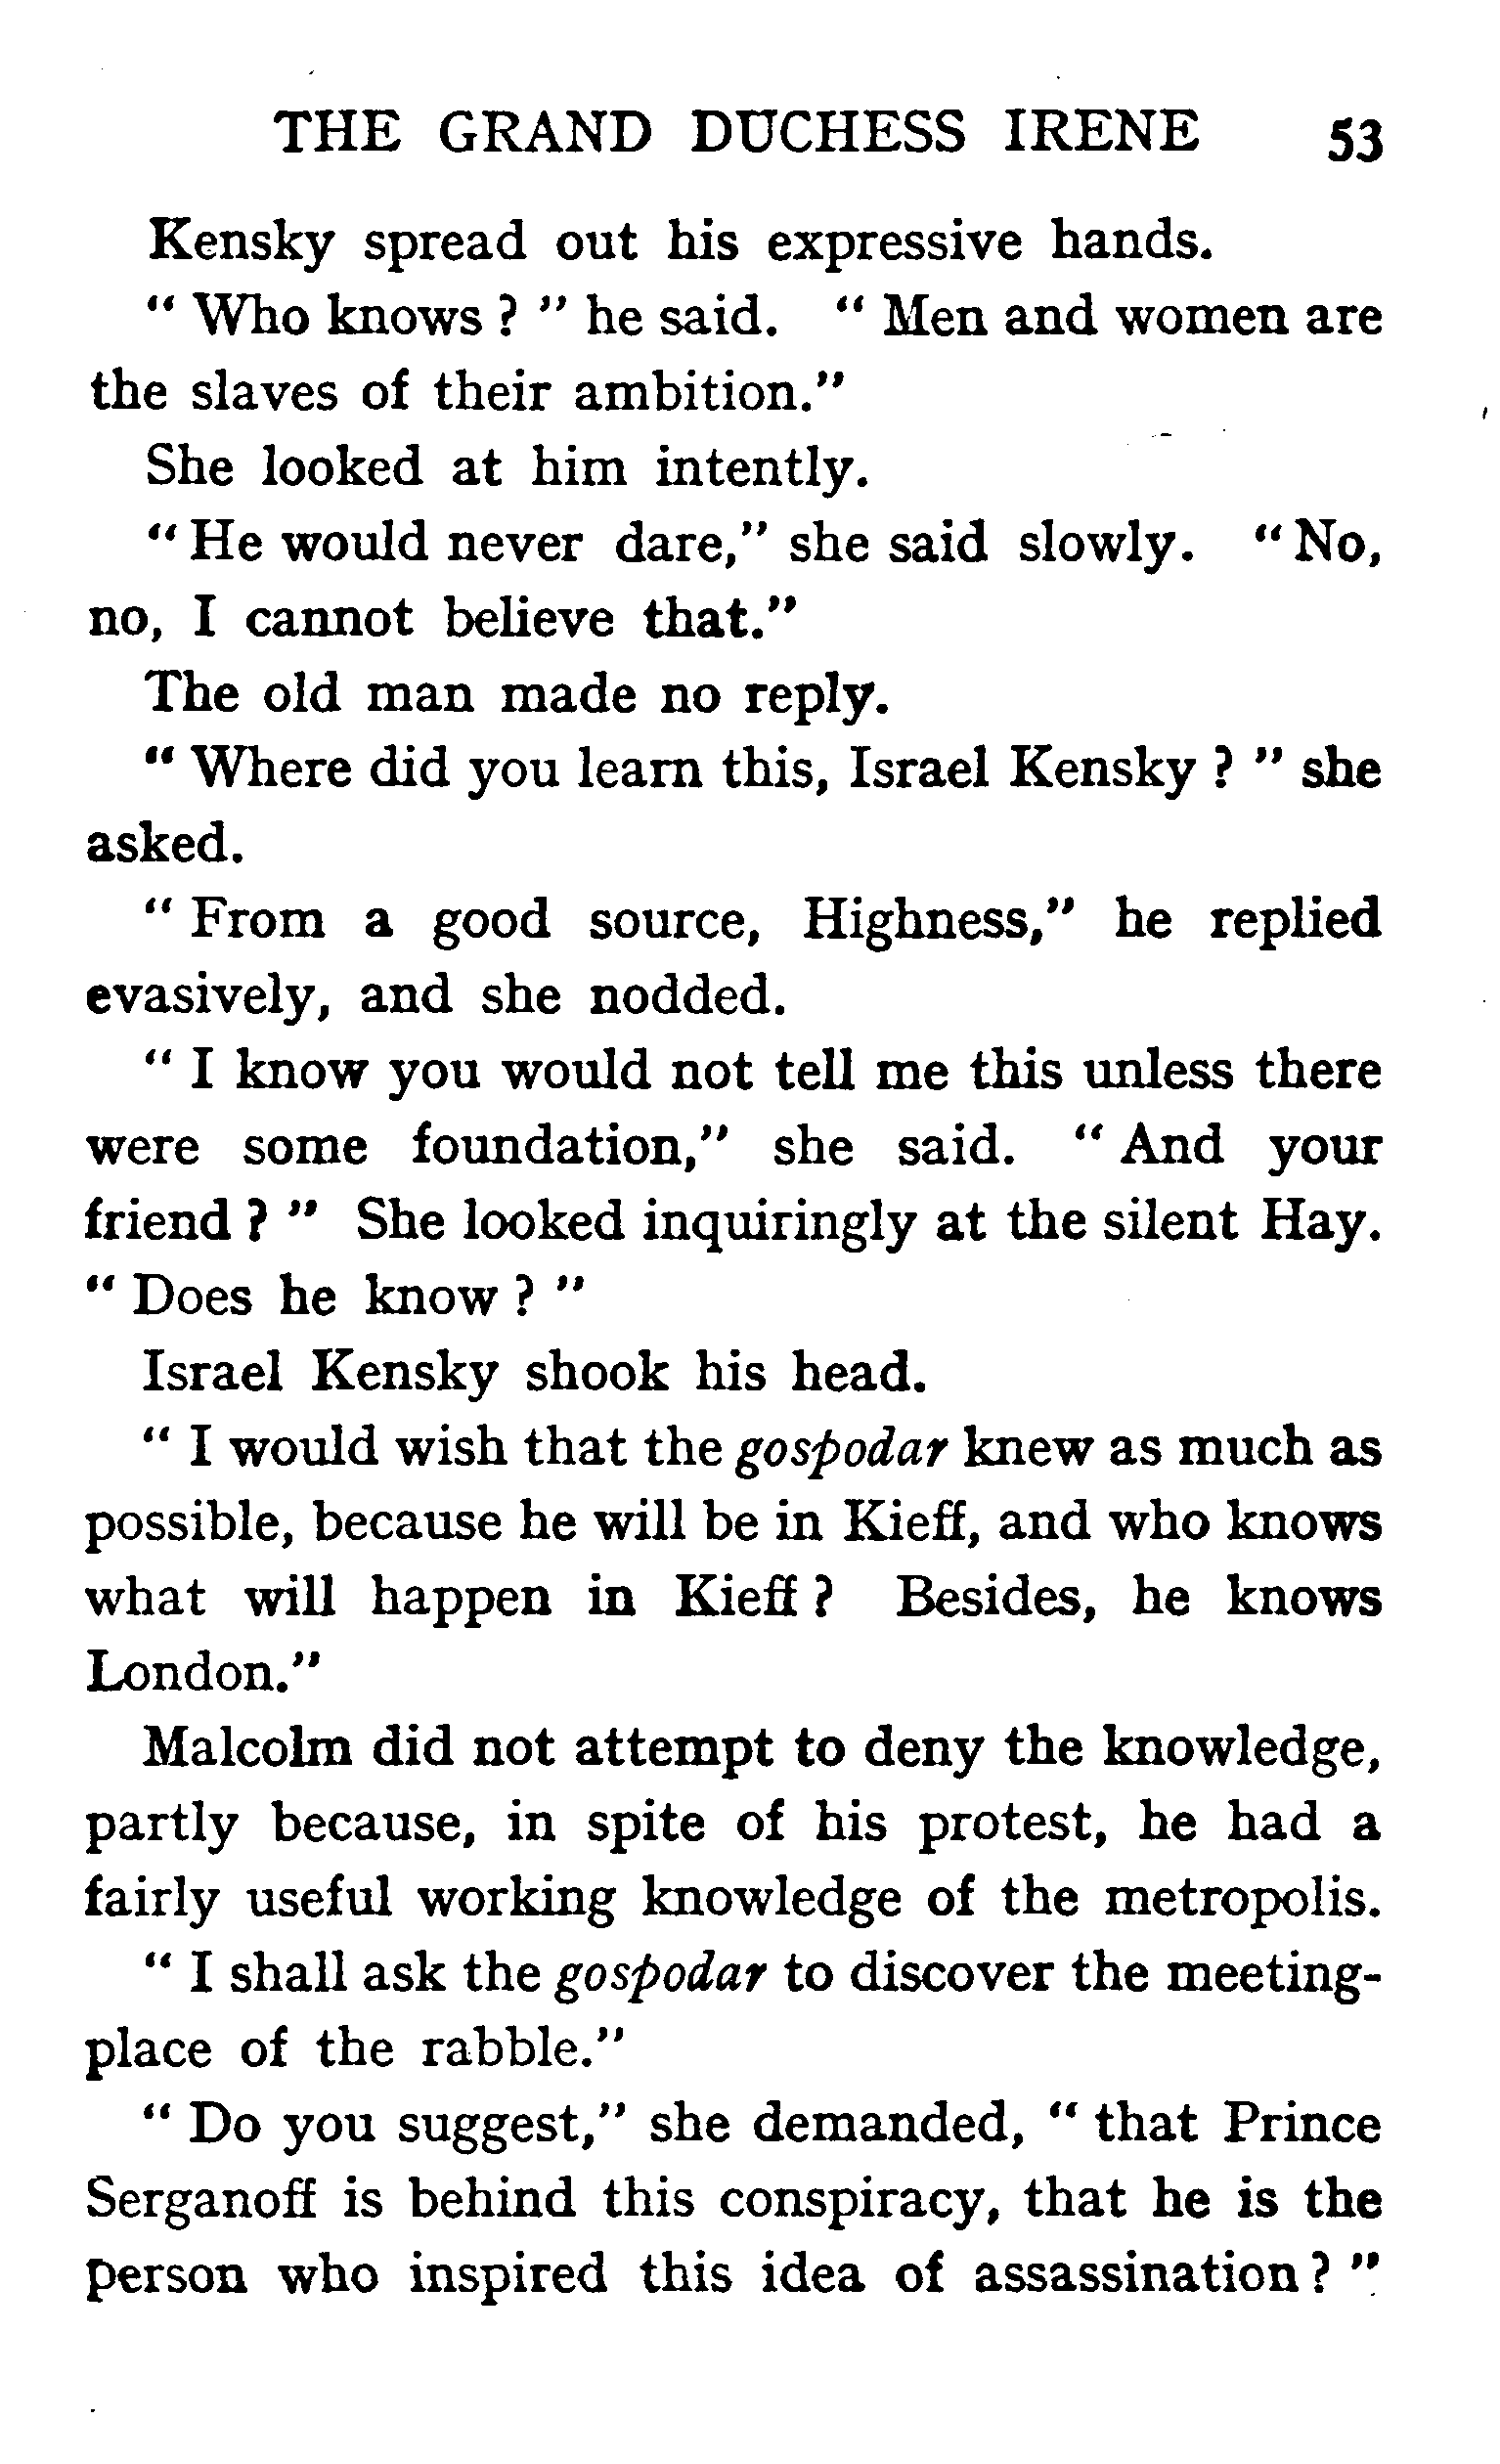 THE GRAND DUCHESS IRENE 53
Kensky spread out his expressive hands.
“ Who knows ? ” he said. “ Men and women are
the slaves of their ambition.”
She looked at him intently.
“ He would never dare,” she said slowly. “ No,
no, I cannot believe that.”
The old man made no reply.
“ Where did you learn this, Israel Kensky ? ” she
asked.
“ From a good source, Highness,” he replied
evasively, and she nodded.
“ I know you would not tell me this unless there
were some foundation,” she said. “ And your
friend ? ” She looked inquiringly at the silent Hay.
“ Does he know ? ”
Israel Kensky shook his head.
“ I would wish that the gospodar knew as much as
possible, because he will be in Kieff, and who knows
what will happen in Kieff ? Besides, he knows
London.”
Malcolm did not attempt to deny the knowledge,
partly because, in spite of his protest, he had a
fairly useful working knowledge of the metropolis.
“ I shall ask the gospodar to discover the meeting-
place of the rabble.”
“ Do you suggest,” she demanded, “ that Prince
Serganoff is behind this conspiracy, that he is the
person who inspired this idea of assassination ? ”